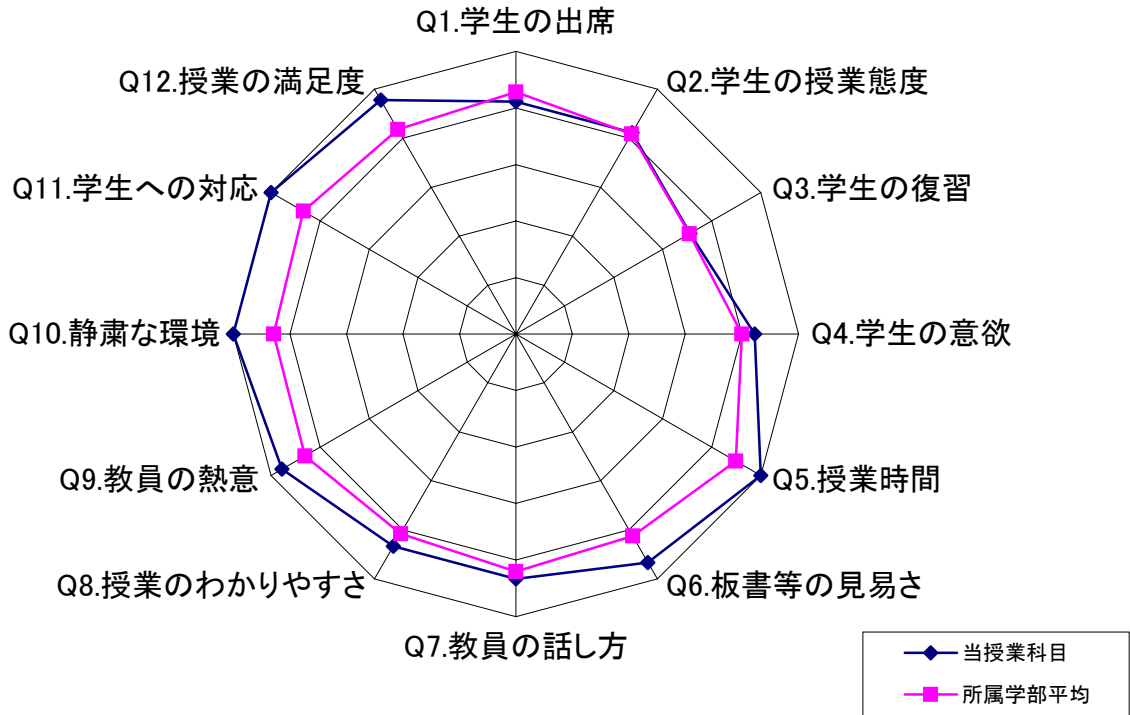 Q1.学生の出席
Q2.学生の授業態度
Q3.学生の復習
Q4.学生の意欲
Q5.授業時間
Q6.板書等の見易さ
Q7.教員の話し方
Q8.授業のわかりやすさ
Q9.教員の熱意
Q10.静粛な環境
Q11.学生への対応
Q12.授業の満足度
当授業科目
所属学部平均